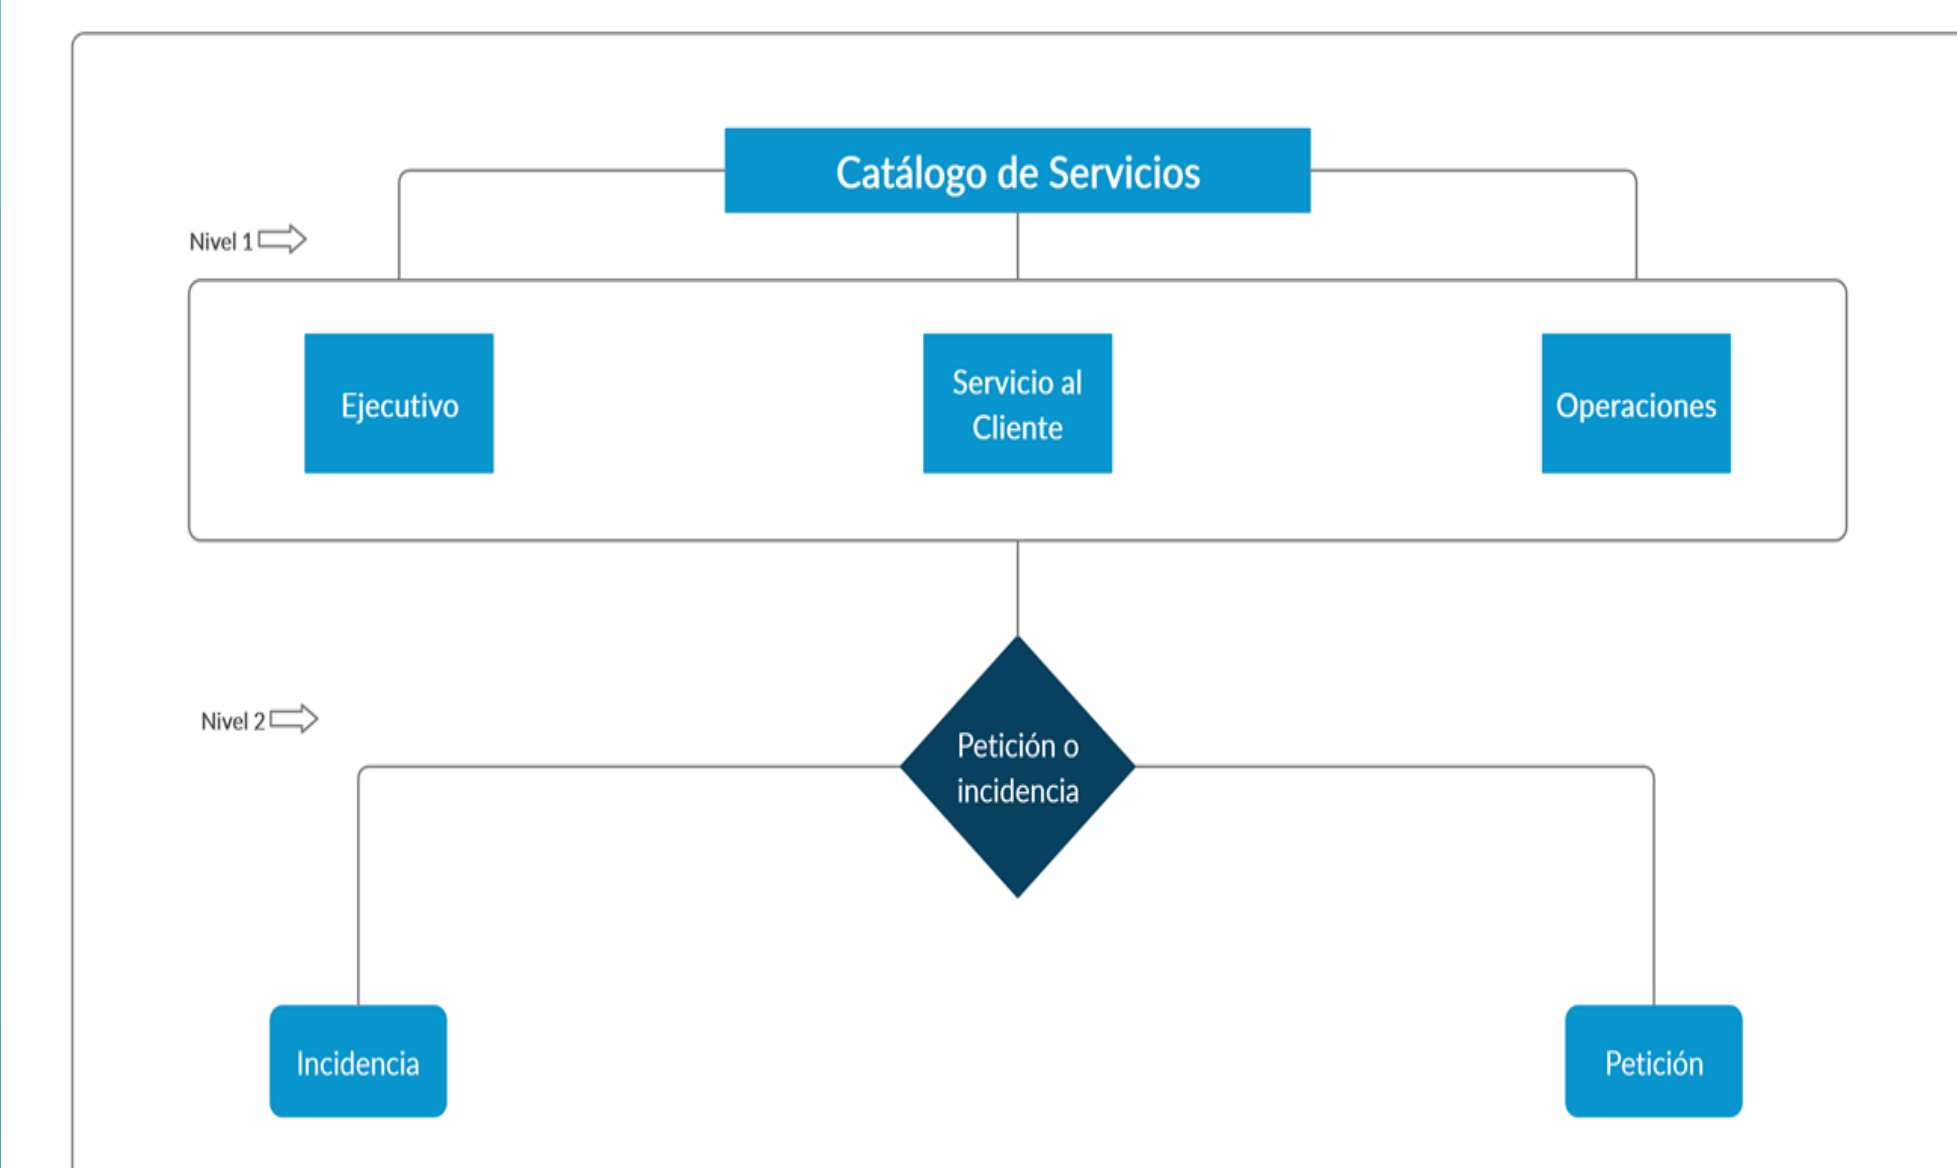 Catálogo de Servicios
Nivel 1
Ejecutivo
Servicio al
Cliente
Operaciones
Nivel 2
Petición o
incidencia
Incidencia
Petición